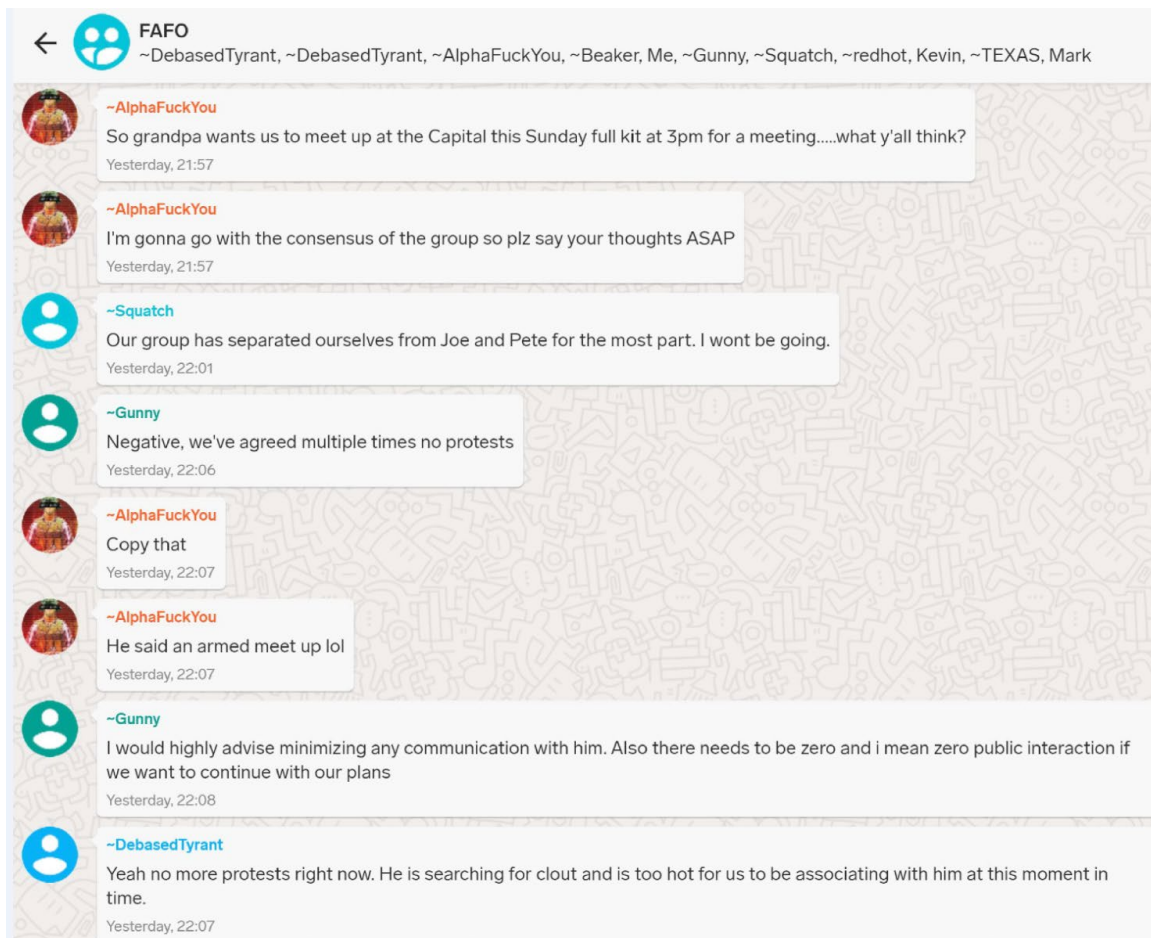 FAFO
~DebasedTyrant, ~DebasedTyrant, ~AlphaFuckYou, ~Beaker, Me, ~Gunny, ~Squatch, ~redhot, Kevin, ~TEXAS, Mark
~AlphaFuckYou
So grandpa wants us to meet up at the Capital this Sunday full kit at 3pm for a meeting.....what y'all think?
Yesterday, 21:57
~AlphaFuckYou
I'm gonna go with the consensus of the group so plz say your thoughts ASAP
Yesterday, 21:57
~Squatch
Our group has separated ourselves from Joe and Pete for the most part. I wont be going.
Yesterday, 22:01
~Gunny
Negative, we've agreed multiple times no protests
Yesterday, 22:06
~AlphaFuckYou
Copy that
Yesterday, 22:07
~AlphaFuckYou
He said an armed meet up lol
Yesterday, 22:07
~Gunny
I would highly advise minimizing any communication with him. Also there needs to be zero and i mean zero public interaction if
we want to continue with our plans
Yesterday, 22:08
~DebasedTyrant
Yeah no more protests right now. He is searching for clout and is too hot for us to be associating with him at this moment in
time.
Yesterday, 22:07